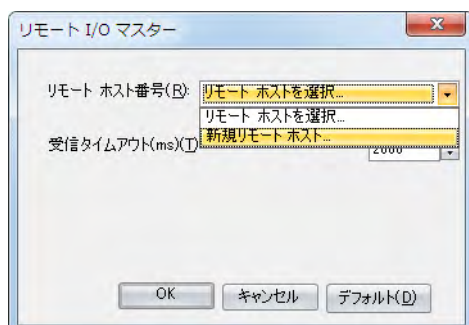 リモート I/O マスター
リモート ホスト番号(R): リモート ホストを選択...
リモート ホストを選択...
新規リモート ホスト...
受信タイムアウト(ms)(T) 2000
OK キャンセル デフォルト(D)